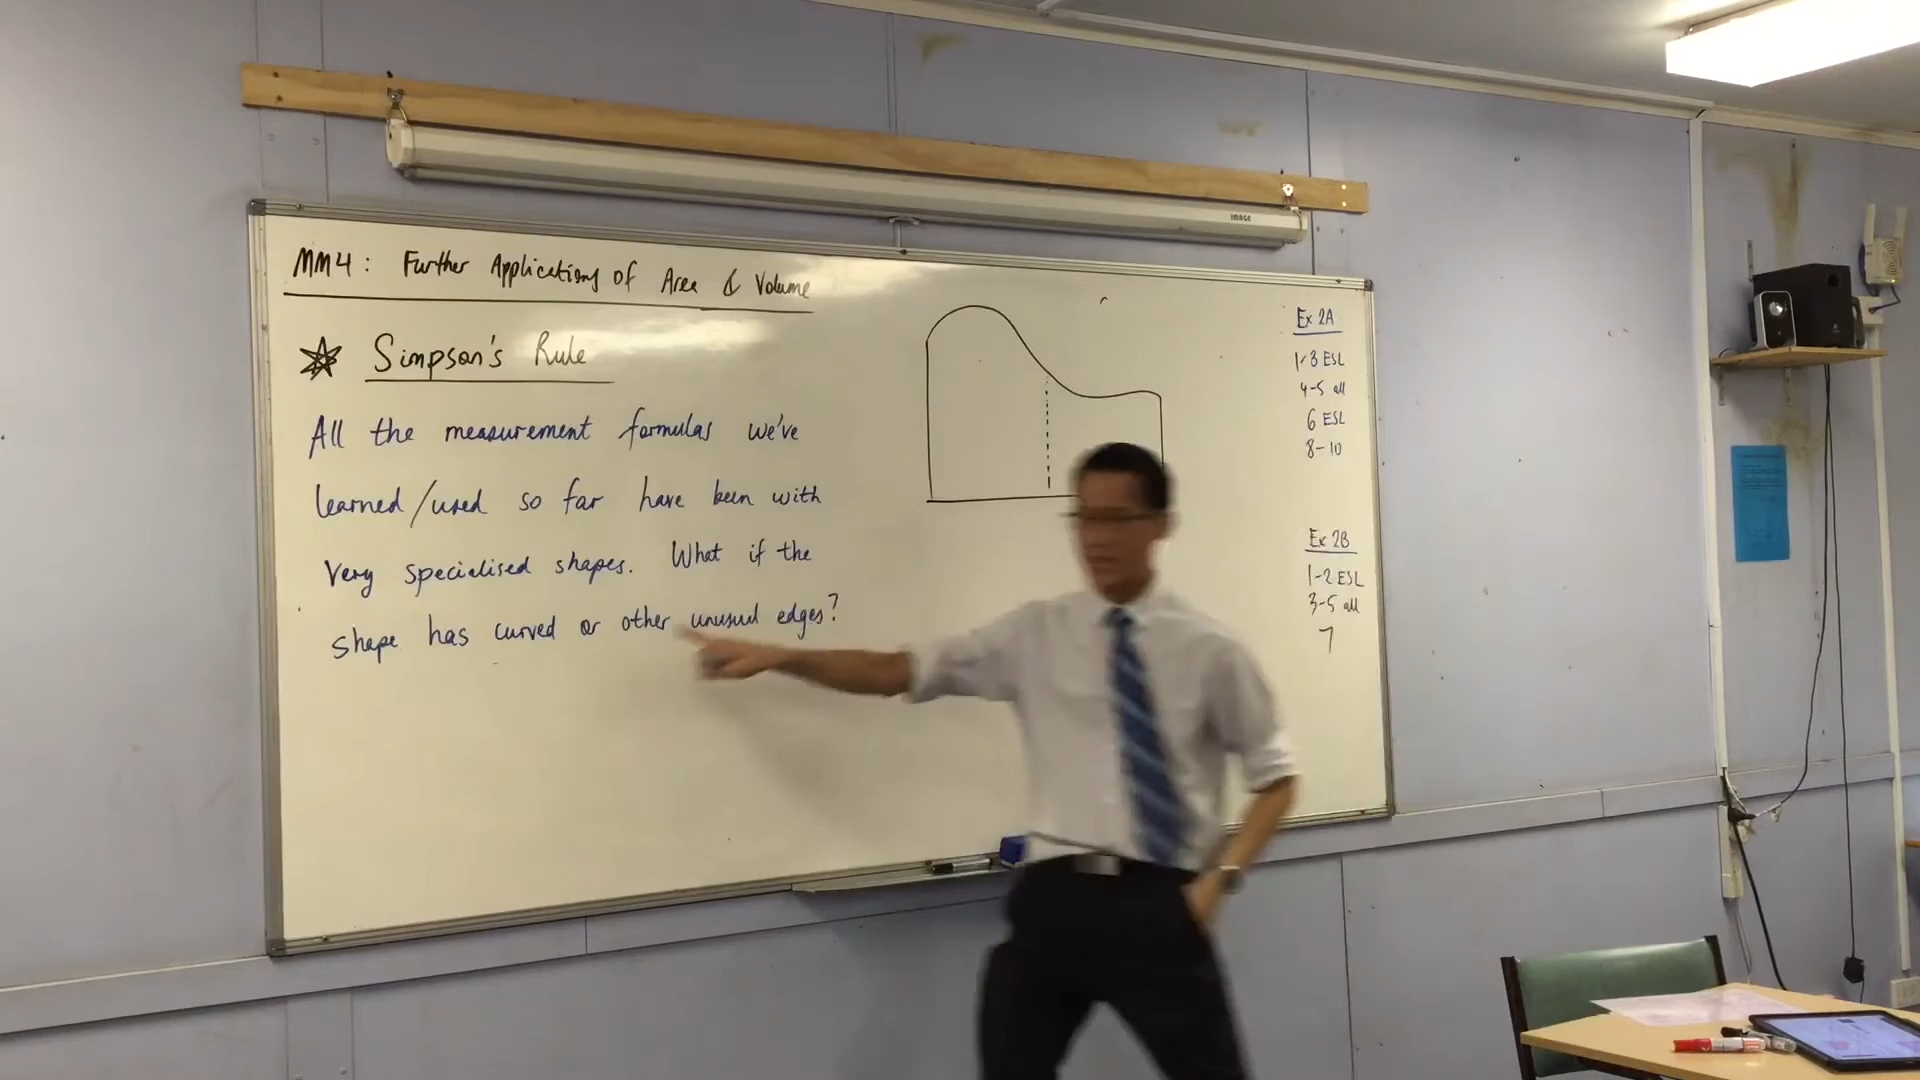 IMAGE
MM4: Further Applications of Area & Volume
Simpson's Rule
All the measurement formulas we've
learned/used so far have been with
very specialised shapes. What if the
shape has curved or other unusual edges?
Ex 2A
1-3 ESL
4-5 all
6 ESL
8-10
Ex 2B
1-2 ESL
3-5 all
7